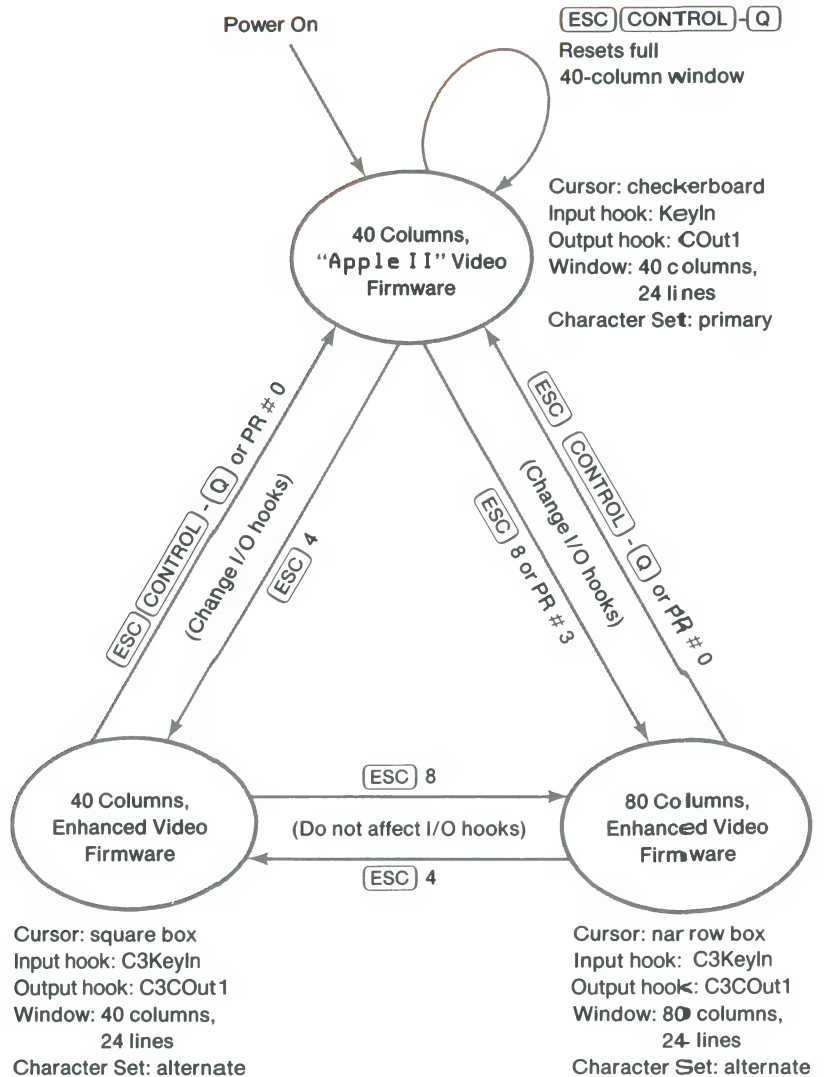 Power On
ESC CONTROL-Q
Resets full
40-column window
40 Columns,
“Apple II” Video
Firmware
Cursor: checkerboard
Input hook: KeyIn
Output hook: COut1
Window: 40 columns,
24 lines
Character Set: primary
ESC CONTROL - Q or PR # 0
(Change I/O hooks)
ESC 4
ESC 8 or PR # 3
(Change I/O hooks)
ESC CONTROL - Q or PR # 0
40 Columns,
Enhanced Video
Firmware
ESC 8
(Do not affect I/O hooks)
ESC 4
80 Columns,
Enhanced Video
Firmware
Cursor: square box
Input hook: C3KeyIn
Output hook: C3COut1
Window: 40 columns,
24 lines
Character Set: alternate
Cursor: narrow box
Input hook: C3KeyIn
Output hook: C3COut1
Window: 80 columns,
24 lines
Character Set: alternate